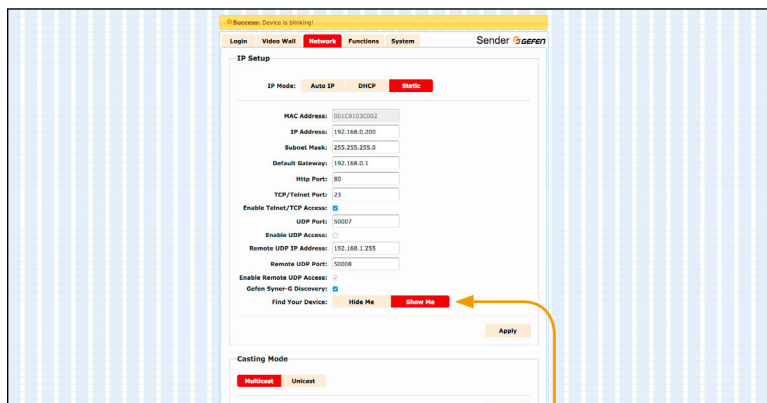 Success: Device is blinking!
Login Video Wall Network Functions System Sender Gefen
IP Setup
IP Mode: Auto IP DHCP Static
MAC Address: 001C9103C002
IP Address: 192.168.0.200
Subnet Mask: 255.255.255.0
Default Gateway: 192.168.0.1
Http Port: 80
TCP/Telnet Port: 23
Enable Telnet/TCP Access:
UDP Port: 50007
Enable UDP Access:
Remote UDP IP Address: 192.168.1.255
Remote UDP Port: 50008
Enable Remote UDP Access:
Gefen Syner-G Discovery:
Find Your Device: Hide Me Show Me
Apply
Casting Mode
Multicast Unicast